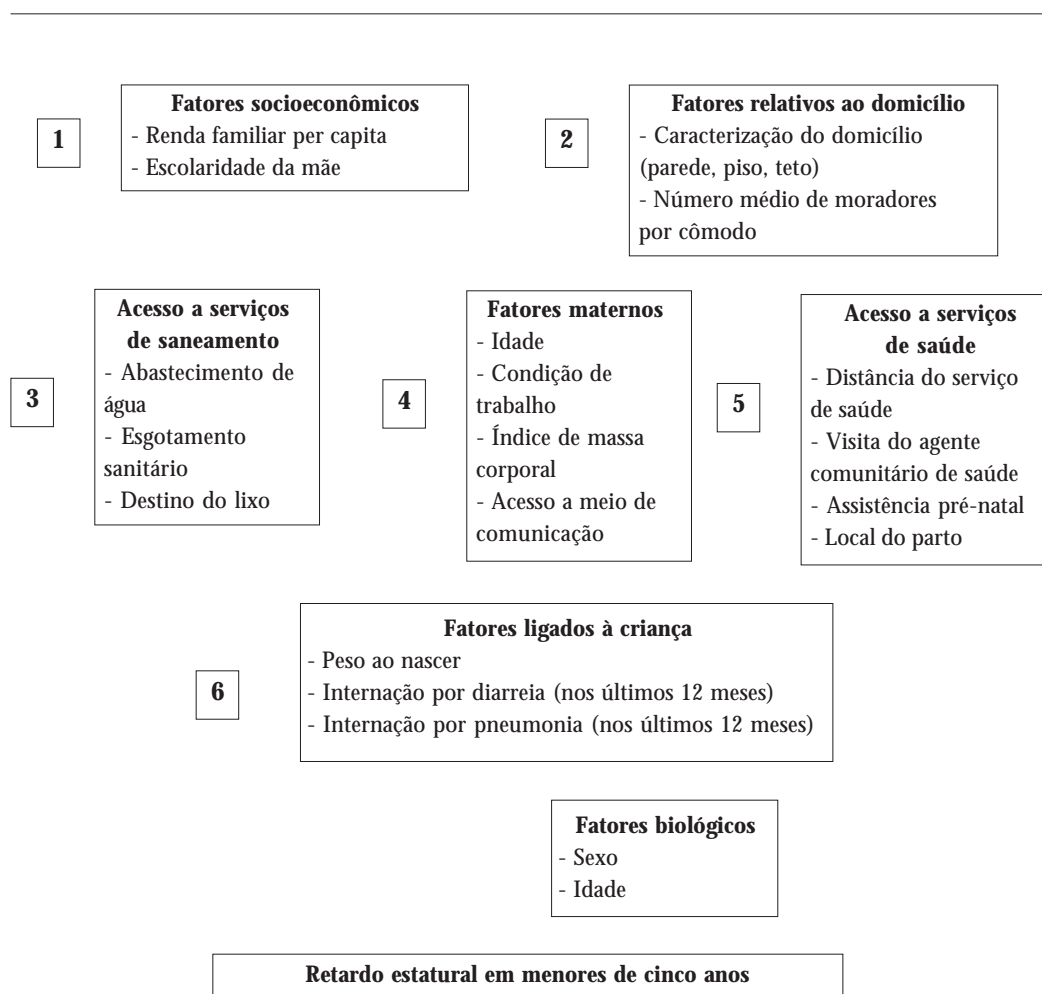 1
Fatores socioeconômicos
- Renda familiar per capita
- Escolaridade da mãe
2
Fatores relativos ao domicílio
- Caracterização do domicílio
(parede, piso, teto)
- Número médio de moradores
por cômodo
3
Acesso a serviços
de saneamento
- Abastecimento de
água
- Esgotamento
sanitário
- Destino do lixo
4
Fatores maternos
- Idade
- Condição de
trabalho
- Índice de massa
corporal
- Acesso a meio de
comunicação
5
Acesso a serviços
de saúde
- Distância do serviço
de saúde
- Visita do agente
comunitário de saúde
- Assistência pré-natal
- Local do parto
6
Fatores ligados à criança
- Peso ao nascer
- Internação por diarreia (nos últimos 12 meses)
- Internação por pneumonia (nos últimos 12 meses)
Fatores biológicos
- Sexo
- Idade
Retardo estatural em menores de cinco anos